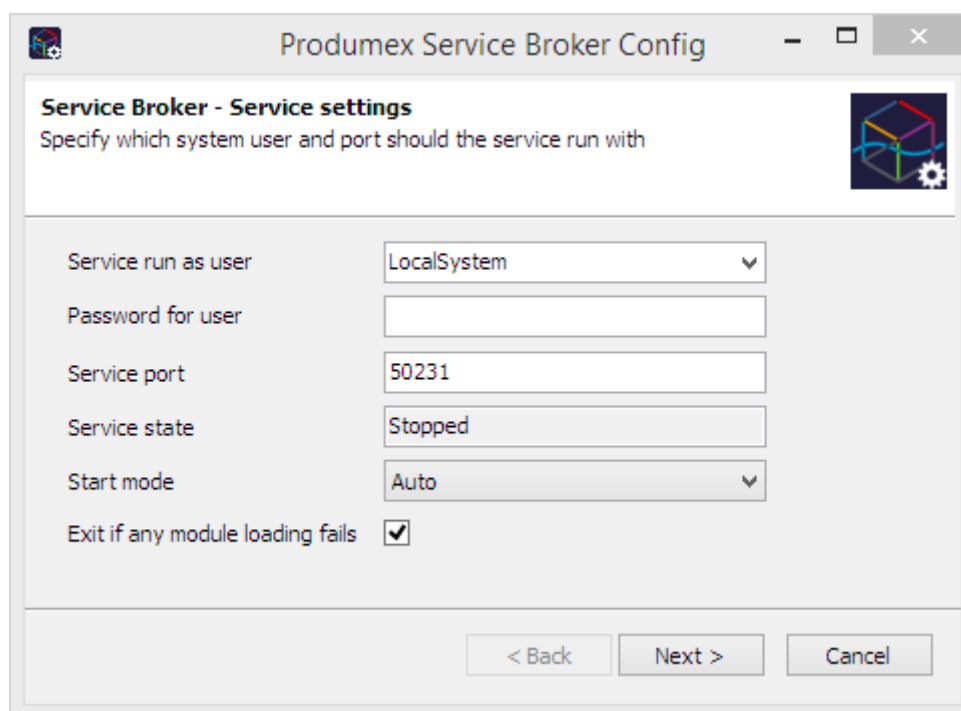 Produmex Service Broker Config
Service Broker - Service settings
Specify which system user and port should the service run with
Service run as user LocalSystem
Password for user
Service port 50231
Service state Stopped
Start mode Auto
Exit if any module loading fails
< Back Next > Cancel